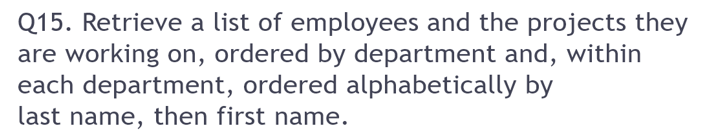 Q15. Retrieve a list of employees and the projects they
are working on, ordered by department and, within
each department, ordered alphabetically by
last name, then first name.